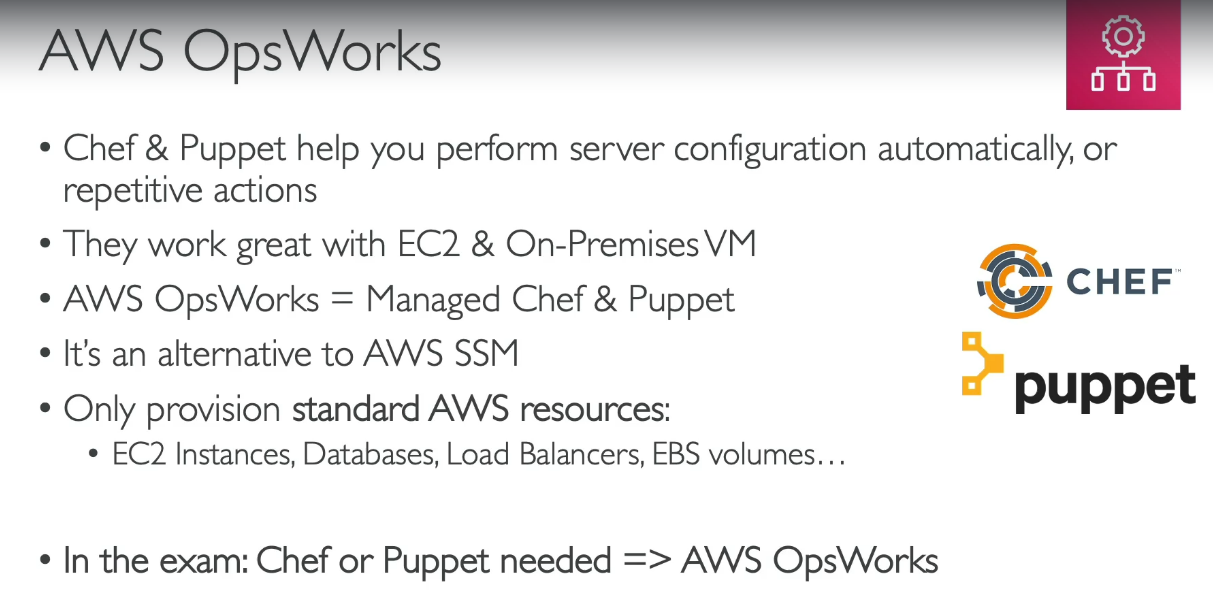 AWS OpsWorks
• Chef & Puppet help you perform server configuration automatically, or
repetitive actions
• They work great with EC2 & On-Premises VM
• AWS OpsWorks = Managed Chef & Puppet
• It's an alternative to AWS SSM
• Only provision standard AWS resources:
• EC2 Instances, Databases, Load Balancers, EBS volumes…
• In the exam: Chef or Puppet needed => AWS OpsWorks
CHEF™
puppet